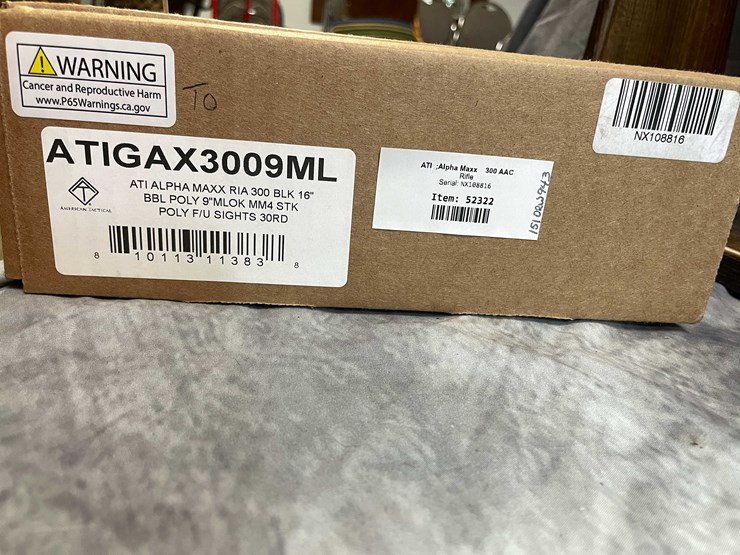 WARNING
Cancer and Reproductive Harm
www.P65Warnings.ca.gov
TO
ATIGAX3009ML
AMERICAN TACTICAL
ATI ALPHA MAXX RIA 300 BLK 16"
BBL POLY 9"MLOK MM4 STK
POLY F/U SIGHTS 30RD
8 10113 11383 8
ATI ;Alpha Maxx 300 AAC
Rifle
Serial: NX108816
Item: 52322
NX108816